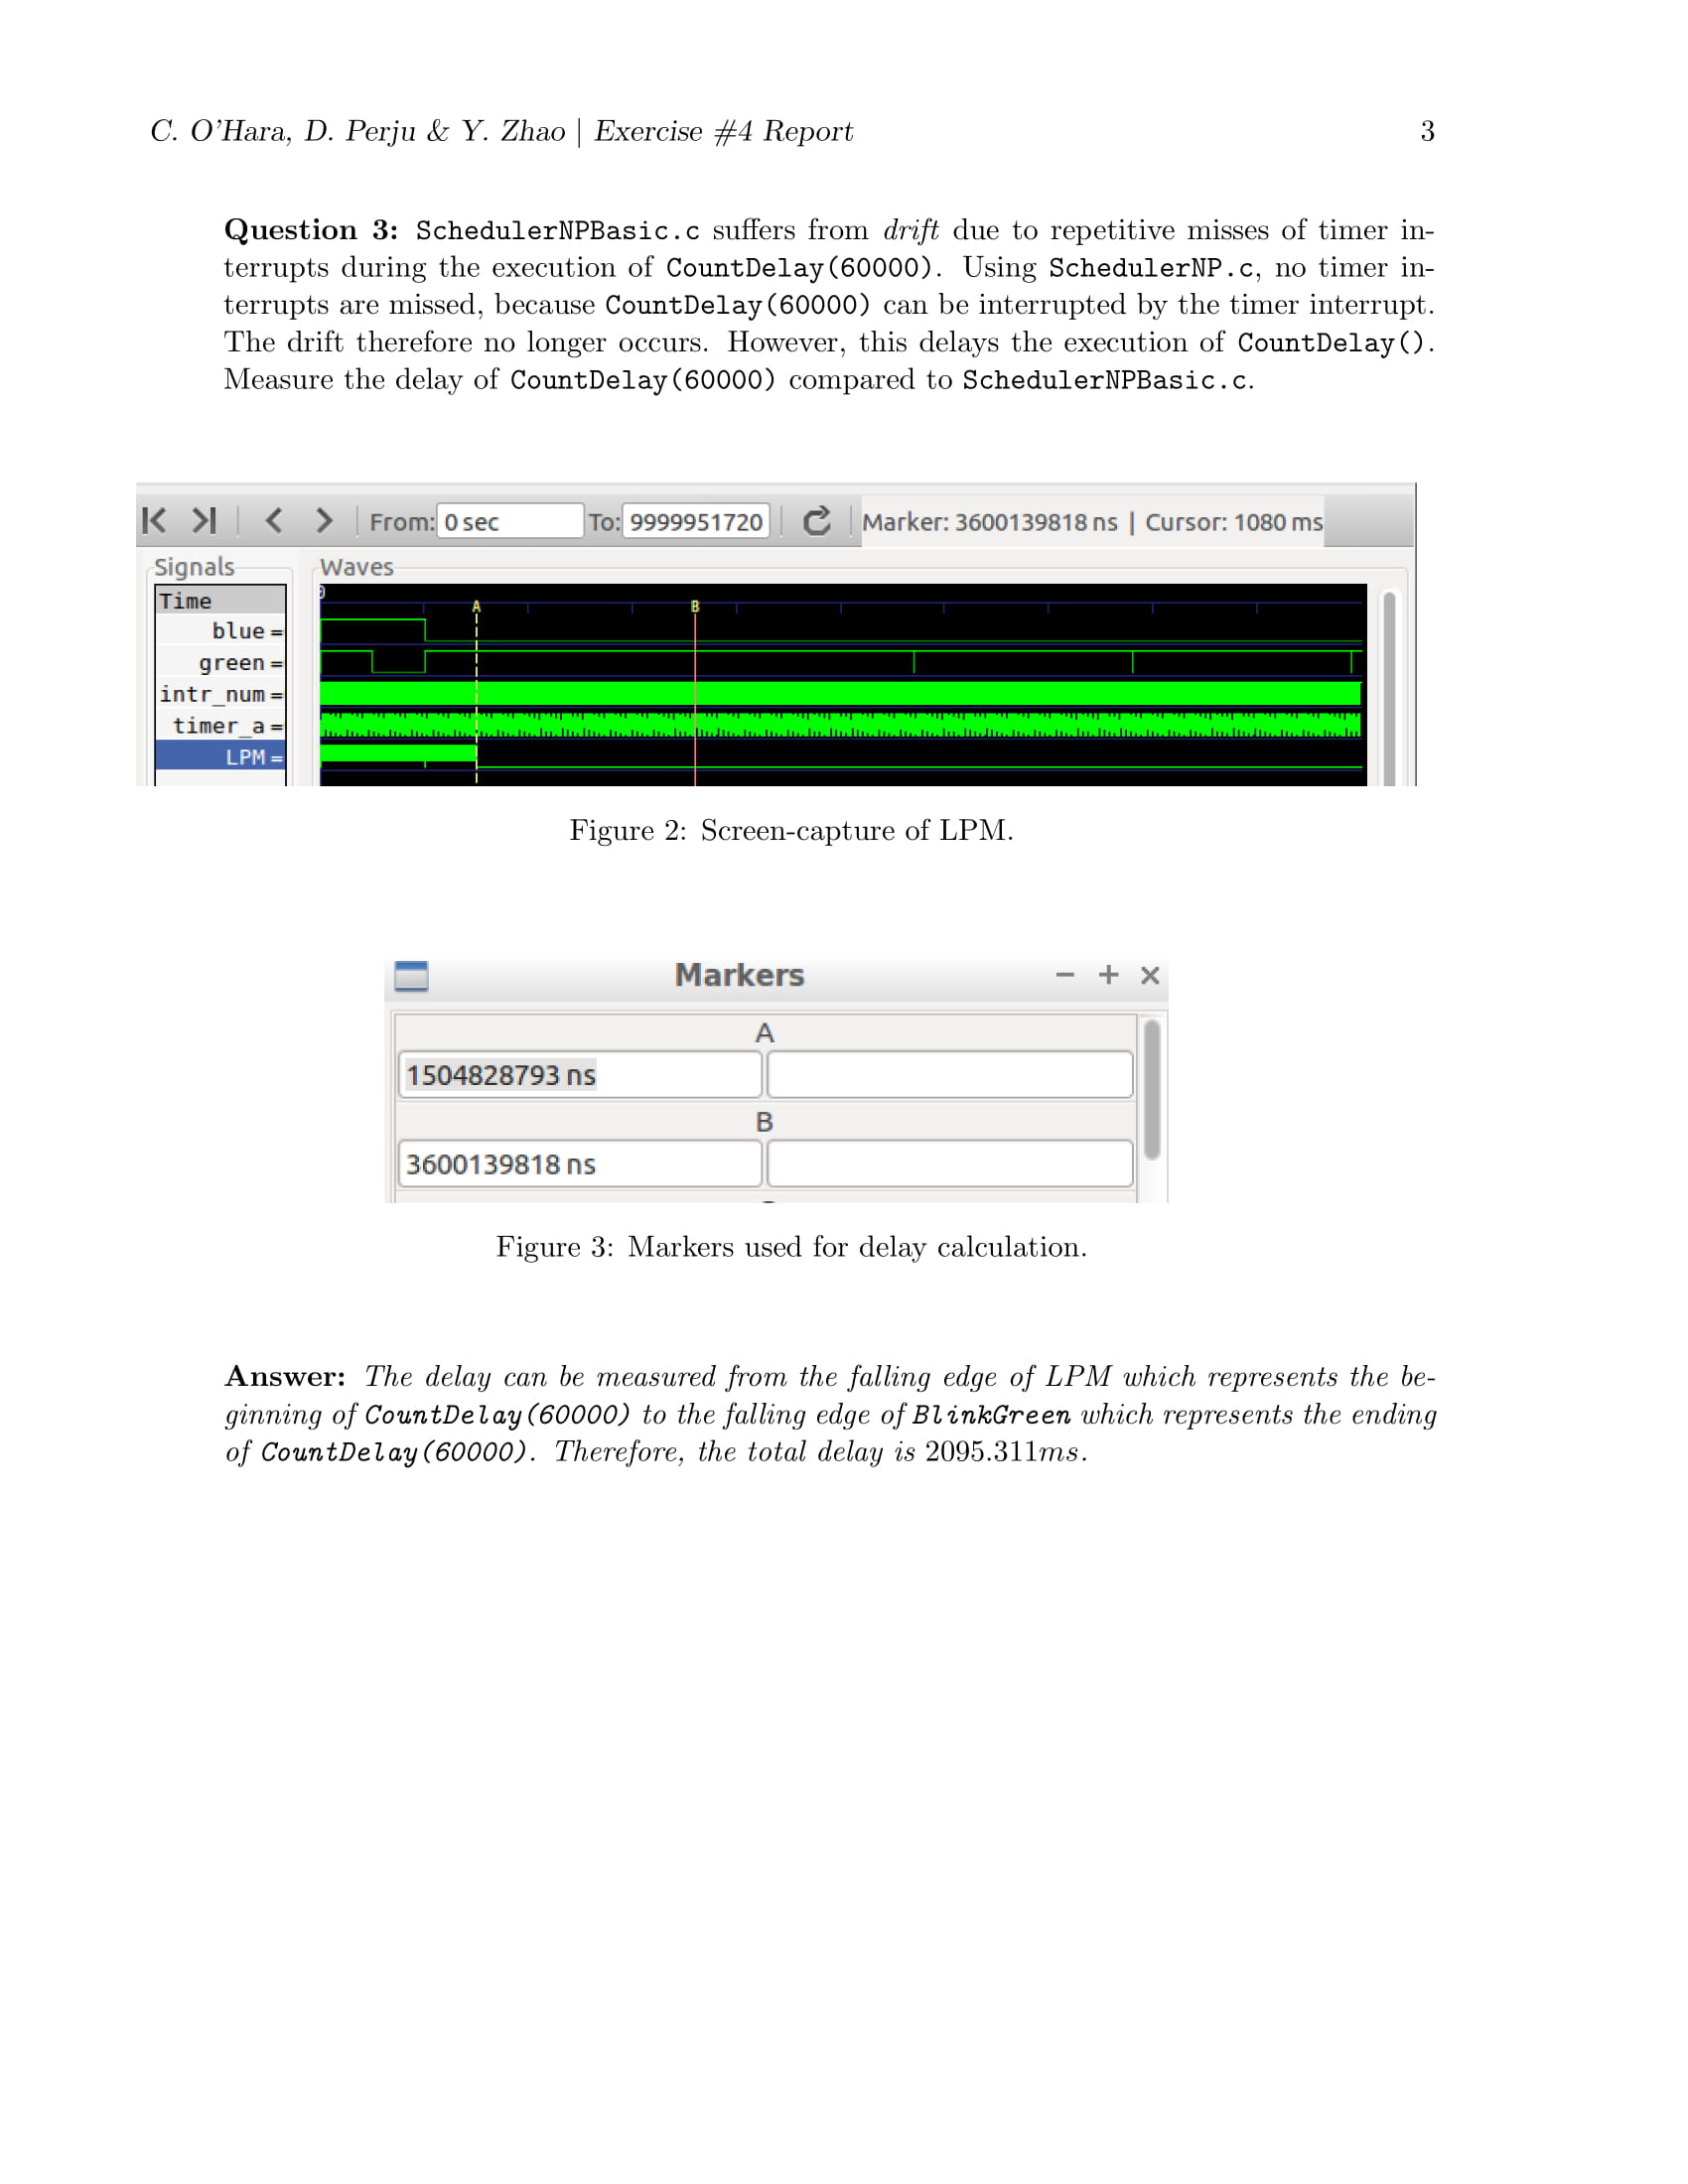 C. O'Hara, D. Perju & Y. Zhao | Exercise #4 Report 3
Question 3: SchedulerNPBasic.c suffers from drift due to repetitive misses of timer in-
terrupts during the execution of CountDelay(60000). Using SchedulerNP.c, no timer in-
terrupts are missed, because CountDelay(60000) can be interrupted by the timer interrupt.
The drift therefore no longer occurs. However, this delays the execution of CountDelay().
Measure the delay of CountDelay(60000) compared to SchedulerNPBasic.c.
From: 0 sec To: 9999951720 Marker: 3600139818 ns | Cursor: 1080 ms
Signals Waves
Time 0
A B
blue =
green =
intr_num =
timer_a =
LPM =
Figure 2: Screen-capture of LPM.
Markers
A
1504828793 ns
B
3600139818 ns
Figure 3: Markers used for delay calculation.
Answer: The delay can be measured from the falling edge of LPM which represents the be-
ginning of CountDelay(60000) to the falling edge of BlinkGreen which represents the ending
of CountDelay(60000). Therefore, the total delay is 2095.311ms.